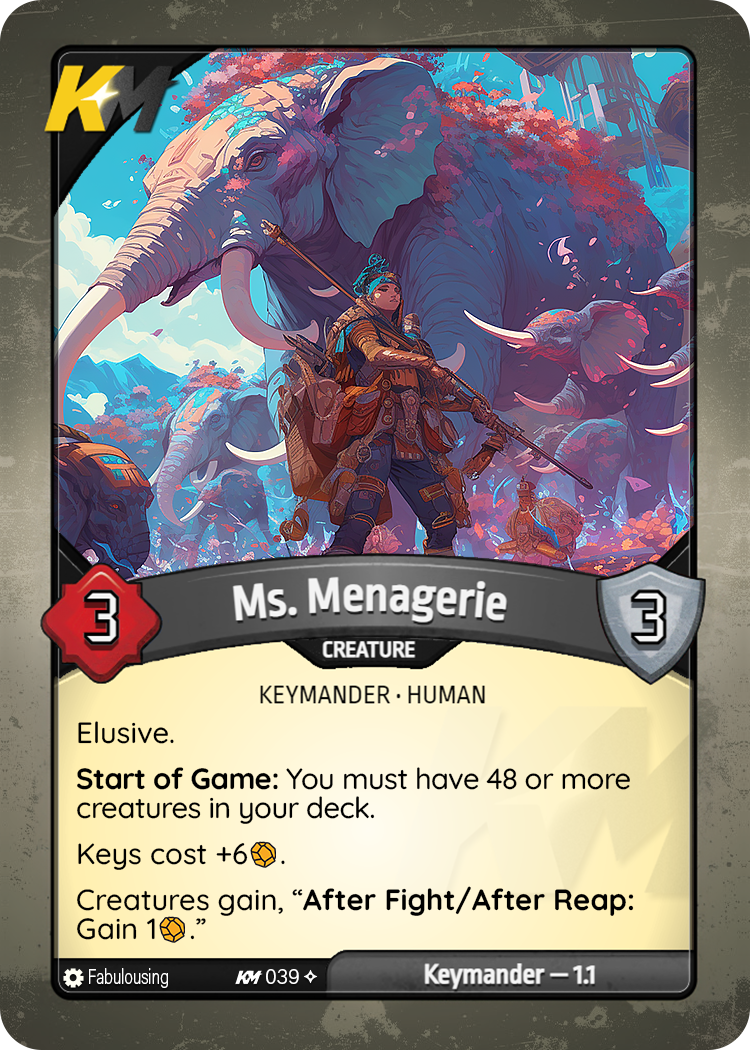 KM
3
Ms. Menagerie
3
CREATURE
KEYMANDER · HUMAN
Elusive.
Start of Game: You must have 48 or more
creatures in your deck.
Keys cost +6.
Creatures gain, “After Fight/After Reap:
Gain 1.”
Fabulousing
KM 039
Keymander – 1.1